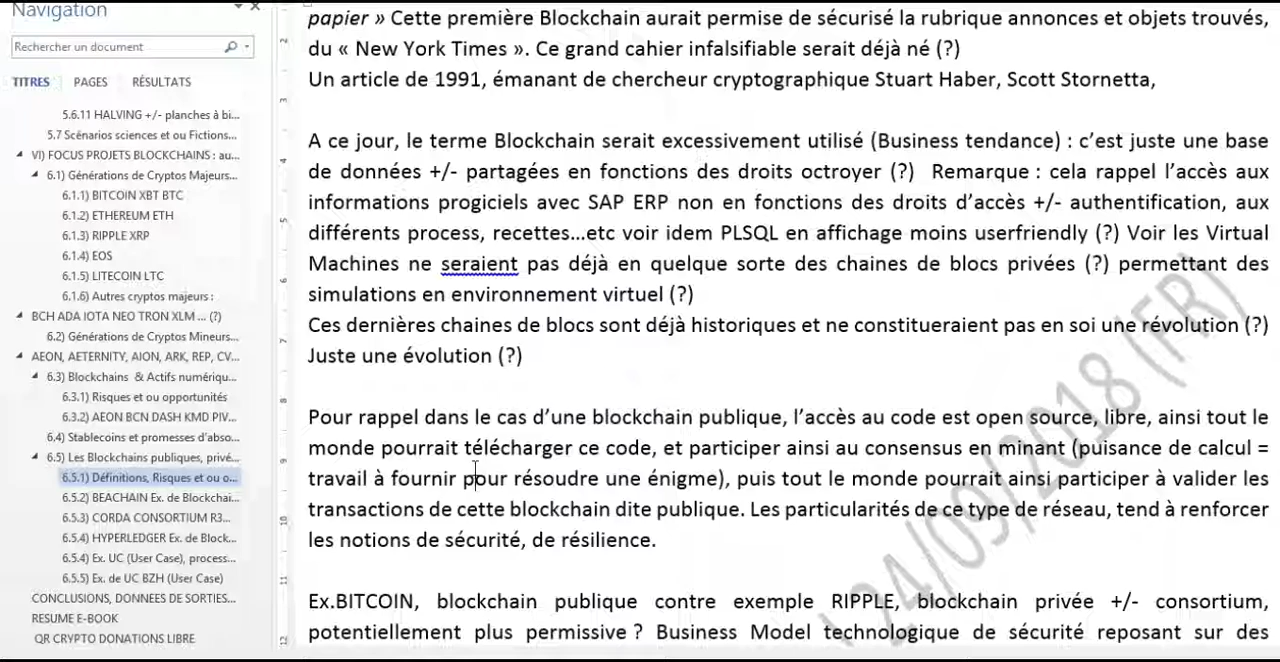 Navigation
Rechercher un document
TITRES PAGES RÉSULTATS
5.6.11 HALVING +/- planches à bi...
5.7 Scénarios sciences et ou Fictions...
VI) FOCUS PROJETS BLOCKCHAINS : au...
6.1) Générations de Cryptos Majeurs...
6.1.1) BITCOIN XBT BTC
6.1.2) ETHEREUM ETH
6.1.3) RIPPLE XRP
6.1.4) EOS
6.1.5) LITECOIN LTC
6.1.6) Autres cryptos majeurs :
BCH ADA IOTA NEO TRON XLM ... (?)
6.2) Générations de Cryptos Mineurs...
AEON, AETERNITY, AION, ARK, REP, CV...
6.3) Blockchains & Actifs numériqu...
6.3.1) Risques et ou opportunités
6.3.2) AEON BCN DASH KMD PIV...
6.4) Stablecoins et promesses d'abso...
6.5) Les Blockchains publiques, privé...
6.5.1) Définitions, Risques et ou o...
6.5.2) BEACHAIN Ex. de Blockchai...
6.5.3) CORDA CONSORTIUM R3...
6.5.4) HYPERLEDGER Ex. de Block...
6.5.4) Ex. UC (User Case), process...
6.5.5) Ex. de UC BZH (User Case)
CONCLUSIONS, DONNEES DE SORTIES...
RESUME E-BOOK
QR CRYPTO DONATIONS LIBRE
papier » Cette première Blockchain aurait permise de sécurisé la rubrique annonces et objets trouvés,
du « New York Times ». Ce grand cahier infalsifiable serait déjà né (?)
Un article de 1991, émanant de chercheur cryptographique Stuart Haber, Scott Stornetta,
A ce jour, le terme Blockchain serait excessivement utilisé (Business tendance) : c'est juste une base
de données +/- partagées en fonctions des droits octroyer (?) Remarque : cela rappel l'accès aux
informations progiciels avec SAP ERP non en fonctions des droits d'accès +/- authentification, aux
différents process, recettes...etc voir idem PLSQL en affichage moins userfriendly (?) Voir les Virtual
Machines ne seraient pas déjà en quelque sorte des chaines de blocs privées (?) permettant des
simulations en environnement virtuel (?)
Ces dernières chaines de blocs sont déjà historiques et ne constitueraient pas en soi une révolution (?)
Juste une évolution (?)
Pour rappel dans le cas d'une blockchain publique, l'accès au code est open source, libre, ainsi tout le
monde pourrait télécharger ce code, et participer ainsi au consensus en minant (puisance de calcul =
travail à fournir pour résoudre une énigme), puis tout le monde pourrait ainsi participer à valider les
transactions de cette blockchain dite publique. Les particularités de ce type de réseau, tend à renforcer
les notions de sécurité, de résilience.
Ex.BITCOIN, blockchain publique contre exemple RIPPLE, blockchain privée +/- consortium,
potentiellement plus permissive ? Business Model technologique de sécurité reposant sur des
24/09/2018 (FR)
2
3
4
5
6
7
8
9
10
11
12